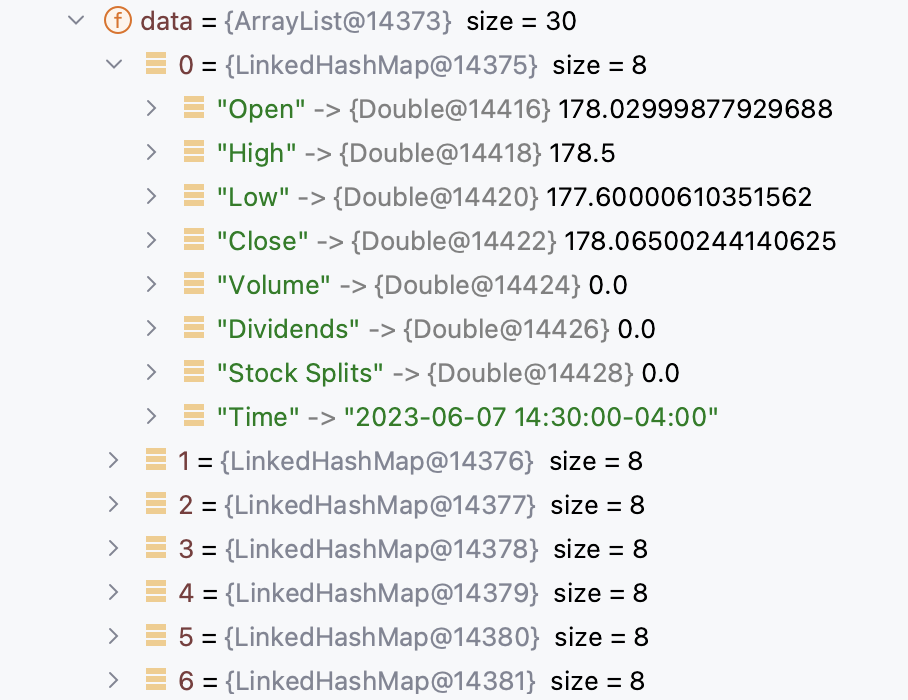 f data = {ArrayList@14373} size = 30
0 = {LinkedHashMap@14375} size = 8
"Open" -> {Double@14416} 178.02999877929688
"High" -> {Double@14418} 178.5
"Low" -> {Double@14420} 177.60000610351562
"Close" -> {Double@14422} 178.06500244140625
"Volume" -> {Double@14424} 0.0
"Dividends" -> {Double@14426} 0.0
"Stock Splits" -> {Double@14428} 0.0
"Time" -> "2023-06-07 14:30:00-04:00"
1 = {LinkedHashMap@14376} size = 8
2 = {LinkedHashMap@14377} size = 8
3 = {LinkedHashMap@14378} size = 8
4 = {LinkedHashMap@14379} size = 8
5 = {LinkedHashMap@14380} size = 8
6 = {LinkedHashMap@14381} size = 8